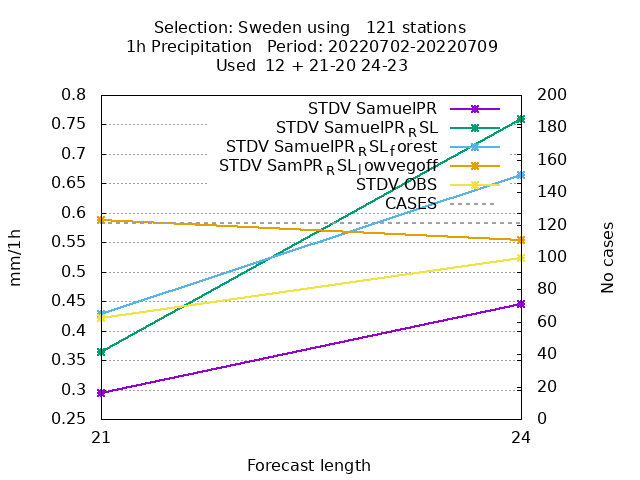 Selection: Sweden using   121 stations
1h Precipitation   Period: 20220702-20220709
Used  12 + 21-20 24-23
0.8
0.75
0.7
0.65
0.6
0.55
0.5
0.45
0.4
0.35
0.3
0.25
mm/1h
STDV SamuelPR
STDV SamuelPR_RSL
STDV SamuelPR_RSL_forest
STDV SamPR_RSL_lowvegoff
STDV OBS
CASES
200
180
160
140
120
100
80
60
40
20
0
No cases
21
24
Forecast length